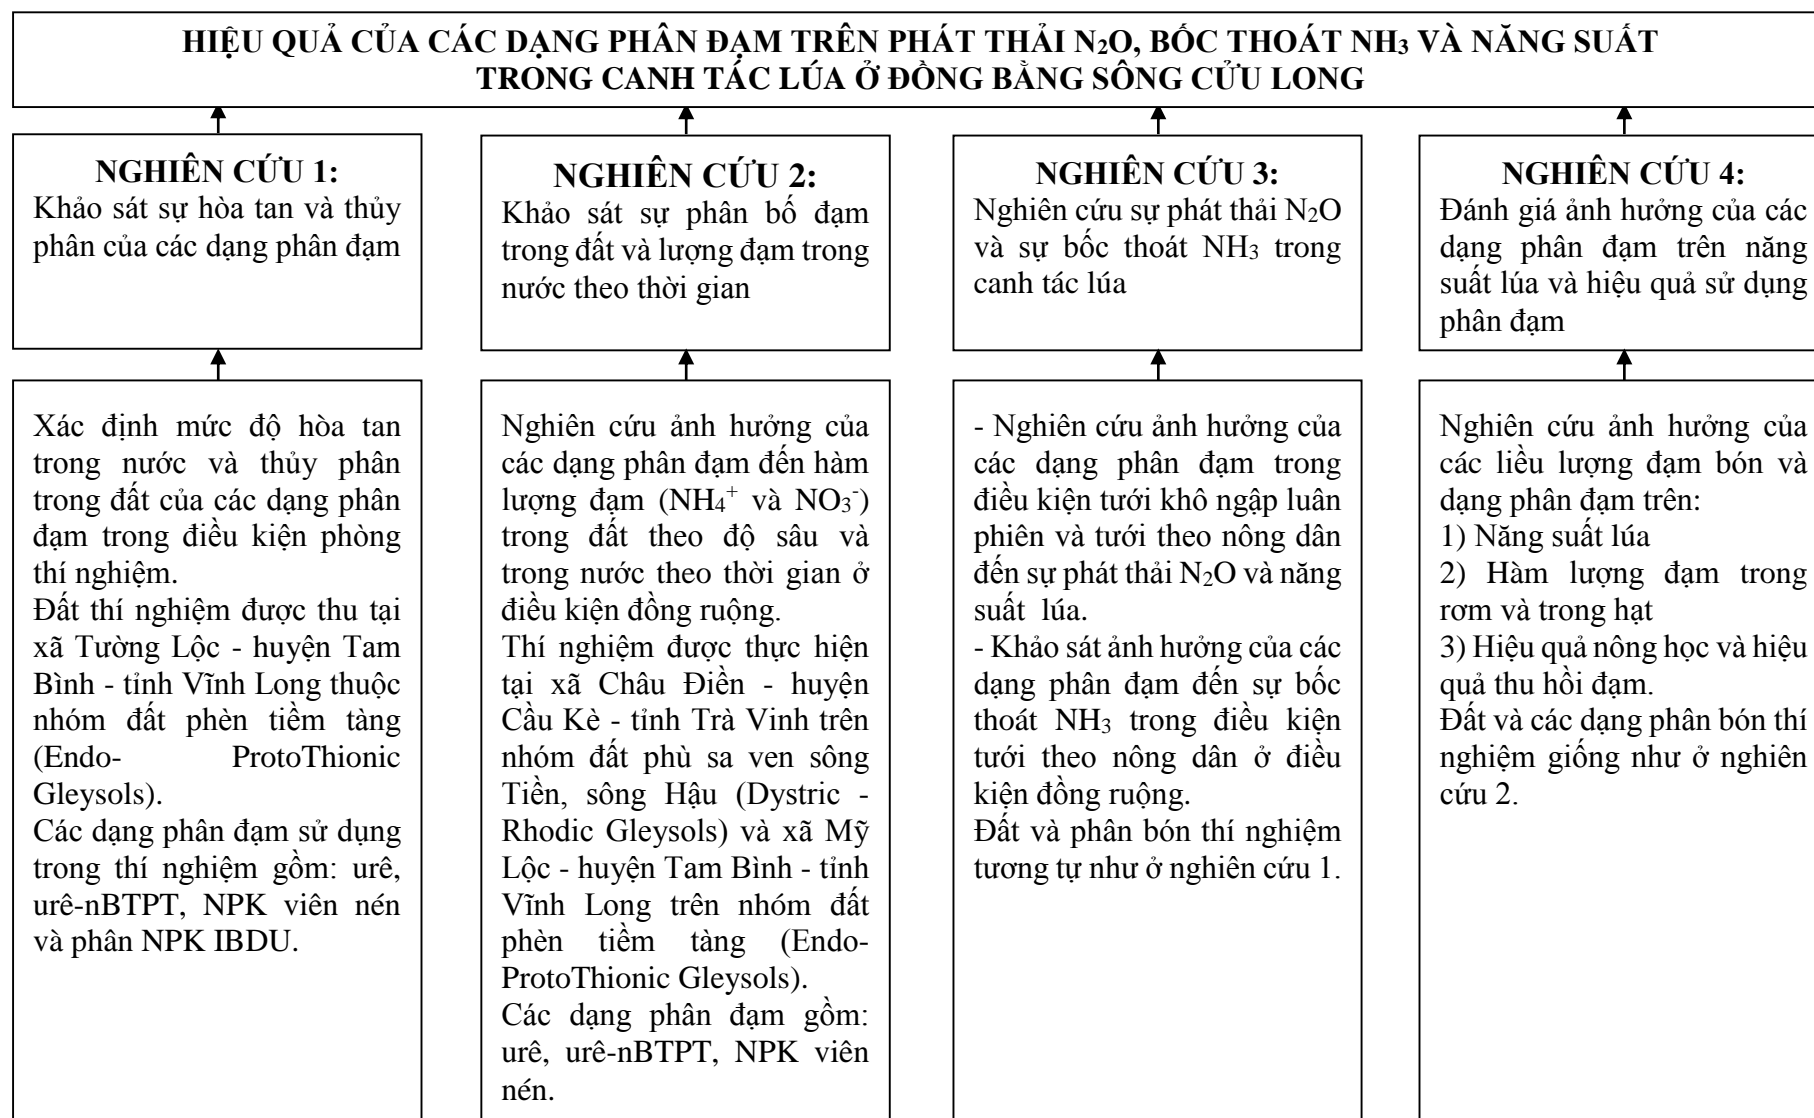 HIỆU QUẢ CỦA CÁC DẠNG PHÂN ĐẠM TRÊN PHÁT THẢI N₂O, BỐC THOÁT NH₃ VÀ NĂNG SUẤT
TRONG CANH TÁC LÚA Ở ĐỒNG BẰNG SÔNG CỬU LONG
NGHIÊN CỨU 1:
Khảo sát sự hòa tan và thủy
phân của các dạng phân đạm
NGHIÊN CỨU 2:
Khảo sát sự phân bố đạm
trong đất và lượng đạm trong
nước theo thời gian
NGHIÊN CỨU 3:
Nghiên cứu sự phát thải N₂O
và sự bốc thoát NH₃ trong
canh tác lúa
NGHIÊN CỨU 4:
Đánh giá ảnh hưởng của các
dạng phân đạm trên năng
suất lúa và hiệu quả sử dụng
phân đạm
Xác định mức độ hòa tan
trong nước và thủy phân
trong đất của các dạng phân
đạm trong điều kiện phòng
thí nghiệm.
Đất thí nghiệm được thu tại
xã Tường Lộc - huyện Tam
Bình - tỉnh Vĩnh Long thuộc
nhóm đất phèn tiềm tàng
(Endo- ProtoThionic
Gleysols).
Các dạng phân đạm sử dụng
trong thí nghiệm gồm: urê,
urê-nBTPT, NPK viên nén
và phân NPK IBDU.
Nghiên cứu ảnh hưởng của
các dạng phân đạm đến hàm
lượng đạm (NH₄⁺ và NO₃⁻)
trong đất theo độ sâu và
trong nước theo thời gian ở
điều kiện đồng ruộng.
Thí nghiệm được thực hiện
tại xã Châu Điền - huyện
Cầu Kè - tỉnh Trà Vinh trên
nhóm đất phù sa ven sông
Tiền, sông Hậu (Dystric -
Rhodic Gleysols) và xã Mỹ
Lộc - huyện Tam Bình - tỉnh
Vĩnh Long trên nhóm đất
phèn tiềm tàng (Endo-
ProtoThionic Gleysols).
Các dạng phân đạm gồm:
urê, urê-nBTPT, NPK viên
nén.
- Nghiên cứu ảnh hưởng của
các dạng phân đạm trong
điều kiện tưới khô ngập luân
phiên và tưới theo nông dân
đến sự phát thải N₂O và năng
suất lúa.
- Khảo sát ảnh hưởng của các
dạng phân đạm đến sự bốc
thoát NH₃ trong điều kiện
tưới theo nông dân ở điều
kiện đồng ruộng.
Đất và phân bón thí nghiệm
tương tự như ở nghiên cứu 1.
Nghiên cứu ảnh hưởng của
các liều lượng đạm bón và
dạng phân đạm trên:
1) Năng suất lúa
2) Hàm lượng đạm trong
rơm và trong hạt
3) Hiệu quả nông học và hiệu
quả thu hồi đạm.
Đất và các dạng phân bón thí
nghiệm giống như ở nghiên
cứu 2.